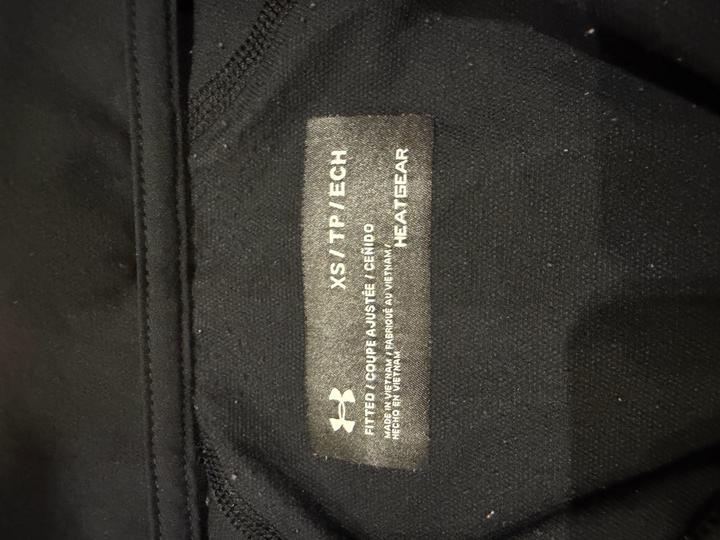 XS / TP / ECH
FITTED / COUPE AJUSTÉE / CEÑIDO
MADE IN VIETNAM / FABRIQUÉ AU VIETNAM /
HECHO EN VIETNAM
HEATGEAR